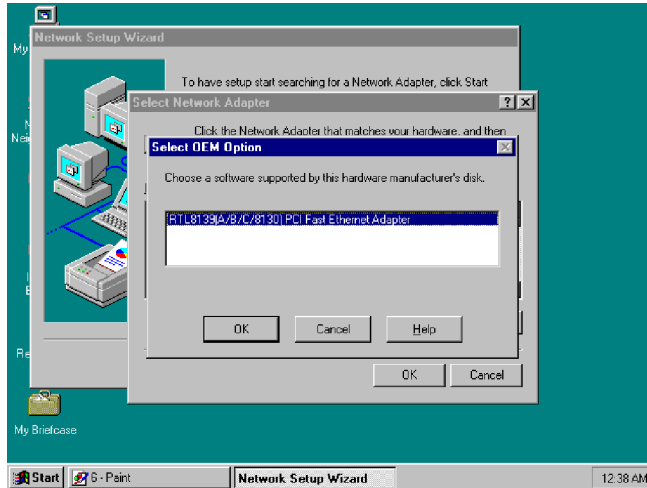 My
Network Setup Wizard
To have setup start searching for a Network Adapter, click Start
Select Network Adapter
Click the Network Adapter that matches your hardware, and then
Nei
Select OEM Option
Choose a software supported by this hardware manufacturer's disk.
RTL8139(A/B/C/8130) PCI Fast Ethernet Adapter
OK Cancel Help
Re
OK Cancel
My Briefcase
Start 6 - Paint Network Setup Wizard 12:38 AM